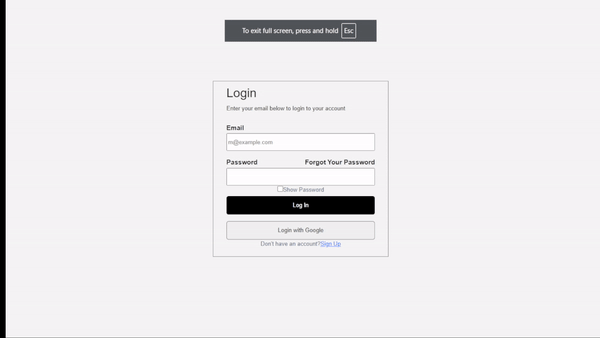 To exit full screen, press and hold Esc
Login
Enter your email below to login to your account
Email
m@example.com
Password Forgot Your Password
Show Password
Log In
Login with Google
Don't have an account?Sign Up